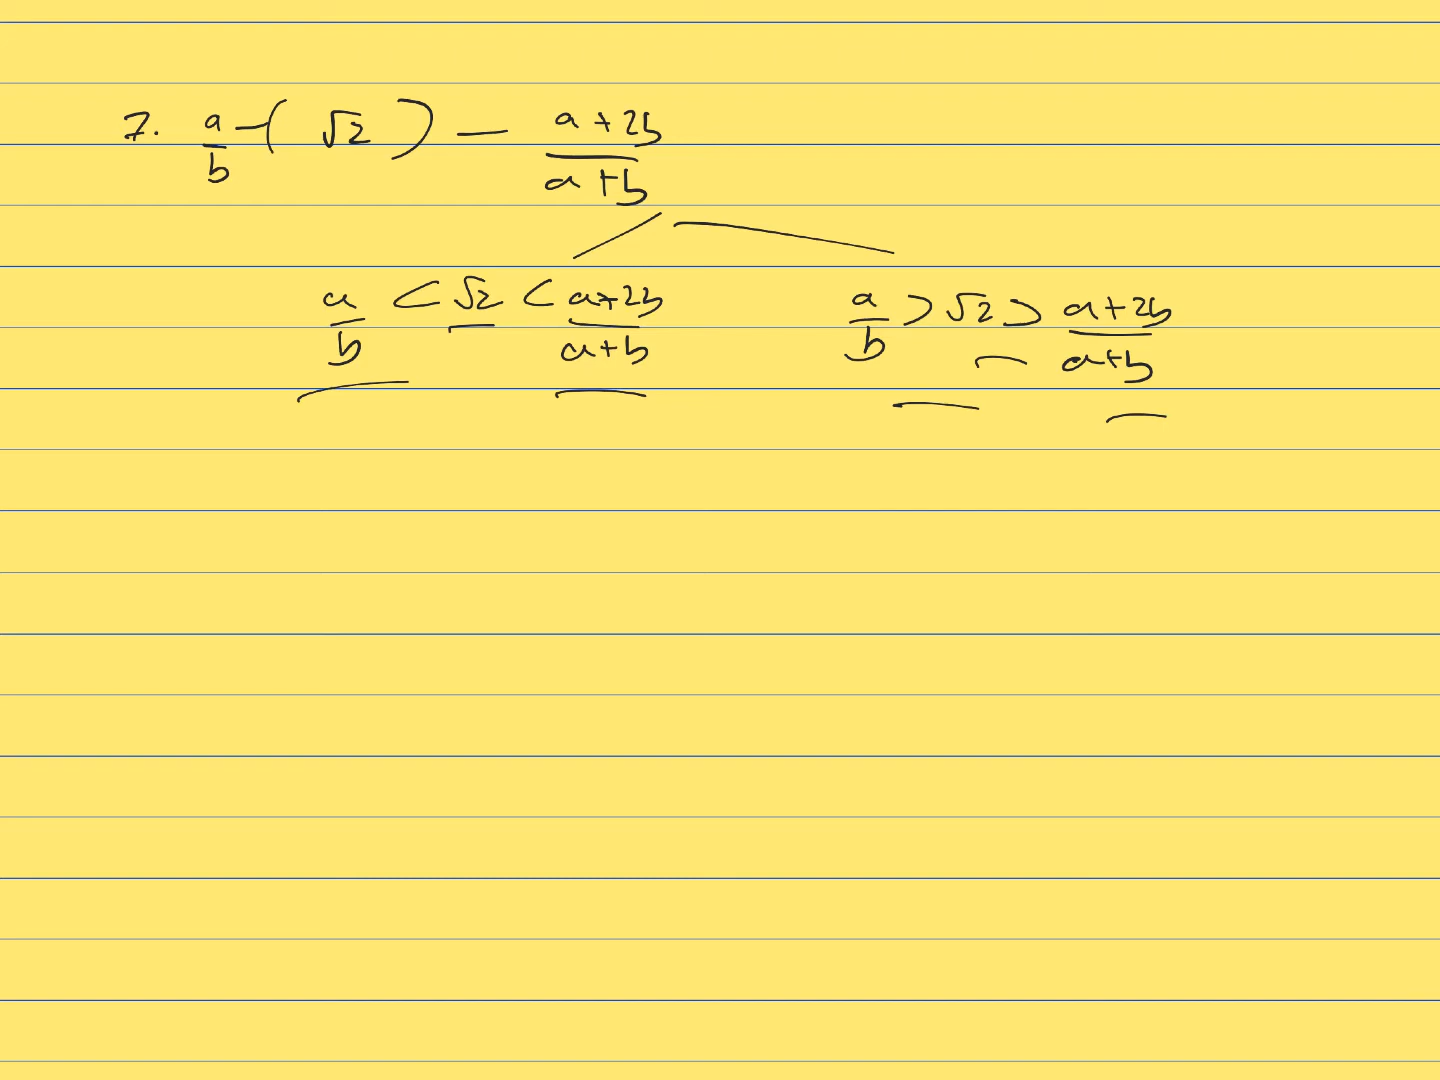 7. a/b - ( √2 ) - a+2b/a+b
a/b < √2 < a+2b/a+b   a/b > √2 > a+2b/a+b